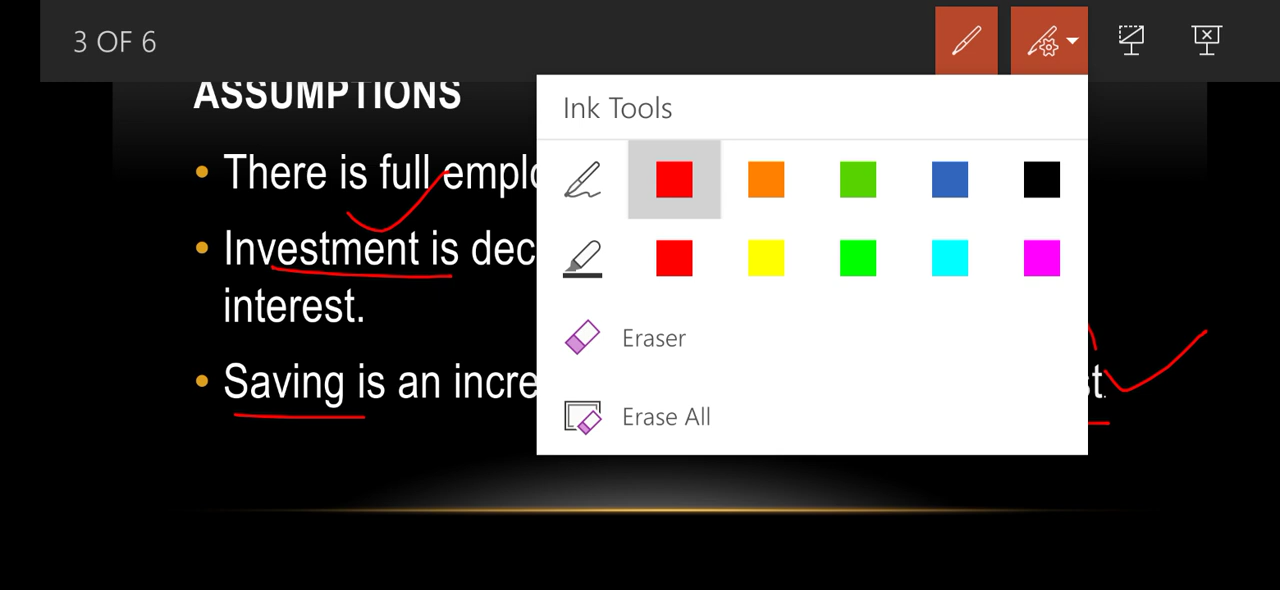 3 OF 6
ASSUMPTIONS
Ink Tools
• There is full
• Investment is
interest.
Eraser
• Saving is an
Erase All